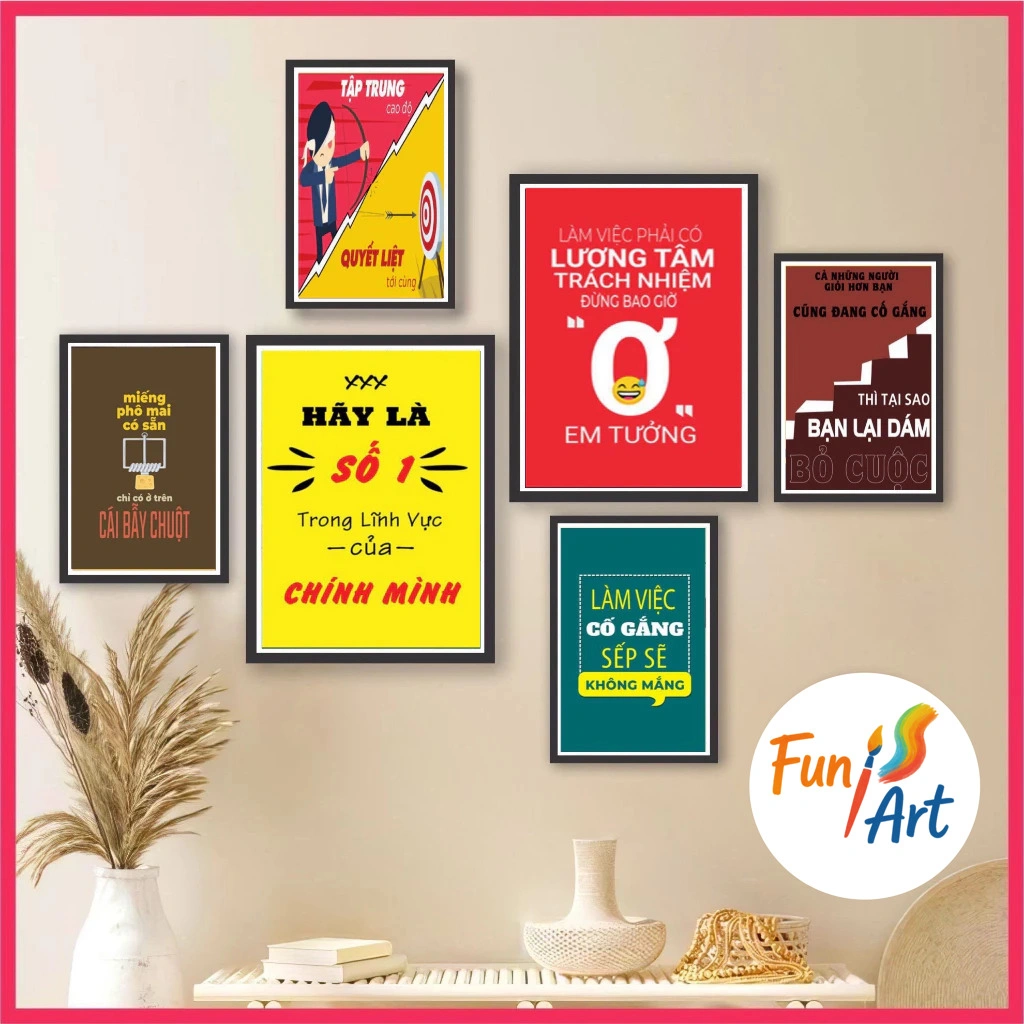 TẬP TRUNG
cao độ
QUYẾT LIỆT
tới cùng
LÀM VIỆC PHẢI CÓ
LƯƠNG TÂM
TRÁCH NHIỆM
ĐỪNG BAO GIỜ
"Ơ"
EM TƯỞNG
CẢ NHỮNG NGƯỜI
GIỎI HƠN BẠN
CŨNG ĐANG CỐ GẮNG
THÌ TẠI SAO
BẠN LẠI DÁM
BỎ CUỘC
miếng
phô mai
có sẵn
chỉ có ở trên
CÁI BẪY CHUỘT
XXX
HÃY LÀ
SỐ 1
Trong Lĩnh Vực
-của-
CHÍNH MÌNH
LÀM VIỆC
CỐ GẮNG
SẾP SẼ
KHÔNG MẮNG
Fun
Art